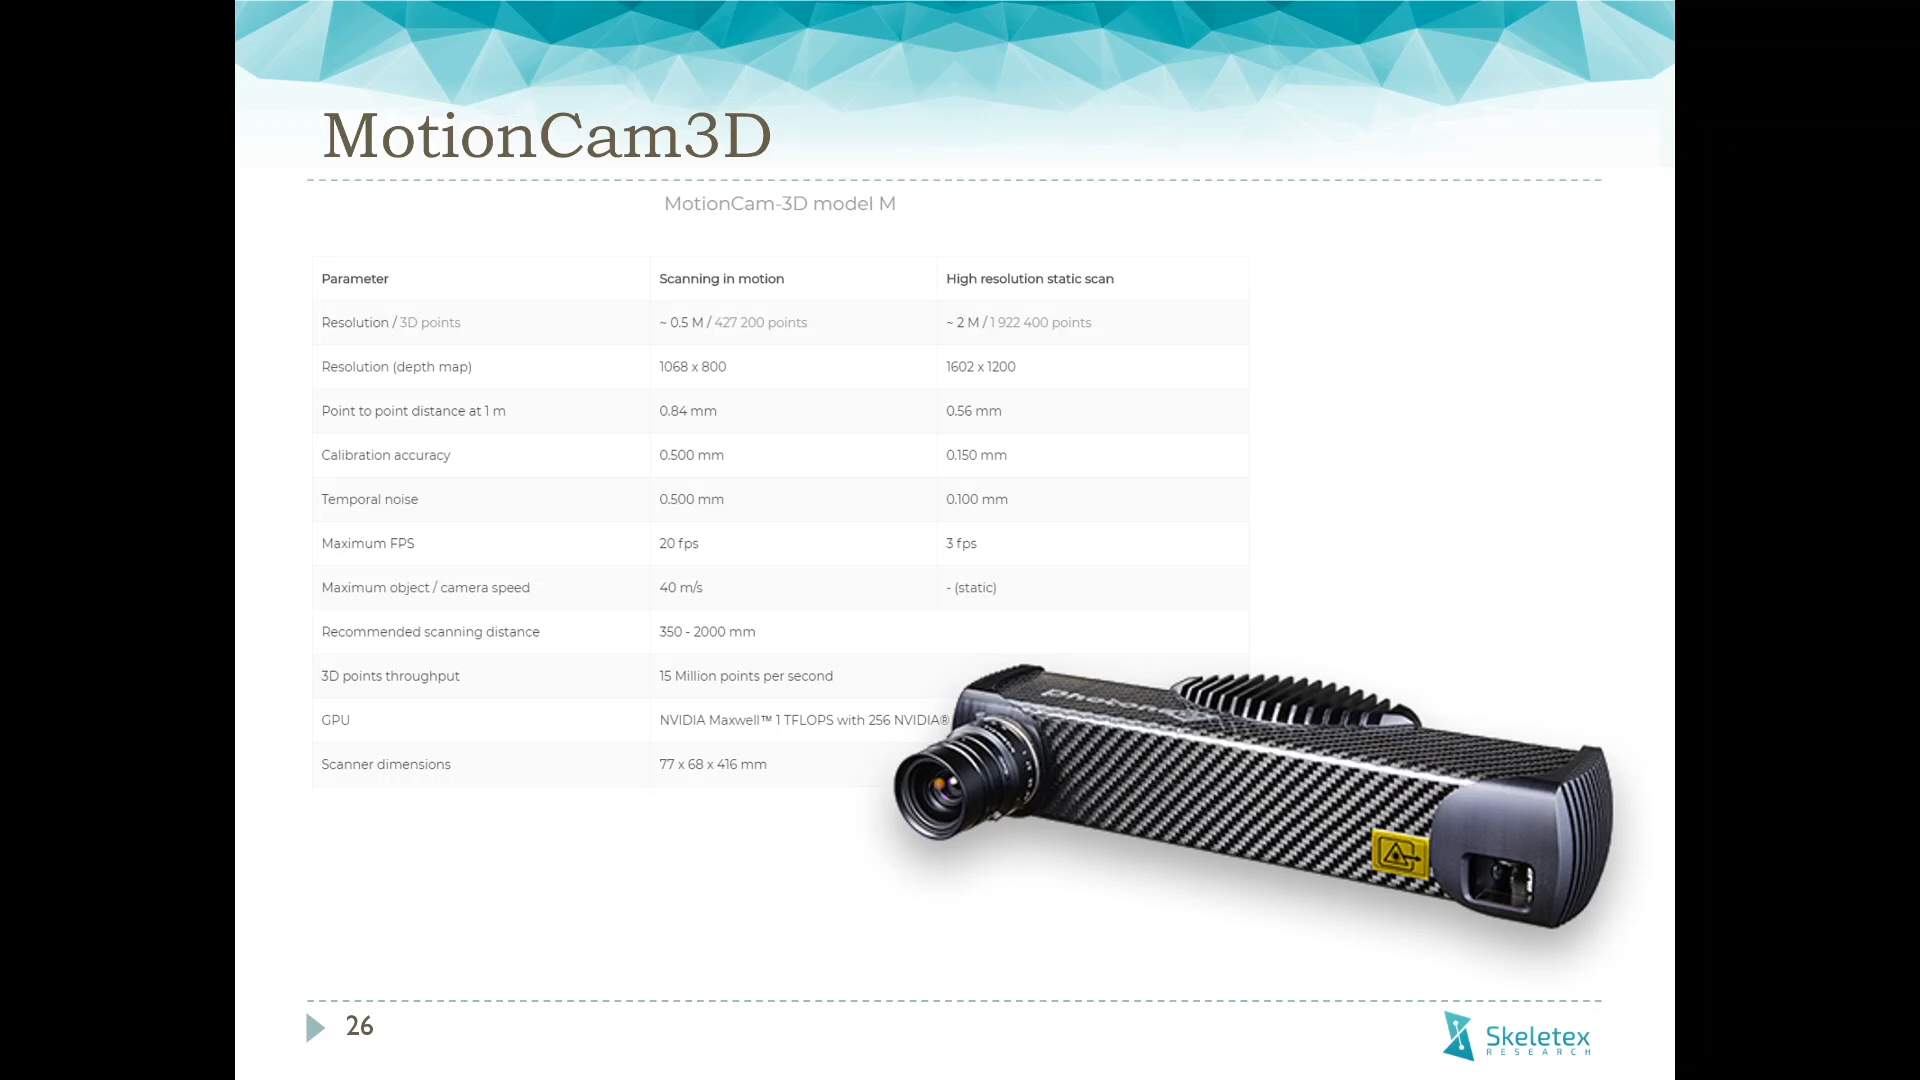 MotionCam3D
MotionCam-3D model M
Parameter Scanning in motion High resolution static scan
Resolution / 3D points ~ 0.5 M / 427 200 points ~ 2 M / 1 922 400 points
Resolution (depth map) 1068 x 800 1602 x 1200
Point to point distance at 1 m 0.84 mm 0.56 mm
Calibration accuracy 0.500 mm 0.150 mm
Temporal noise 0.500 mm 0.100 mm
Maximum FPS 20 fps 3 fps
Maximum object / camera speed 40 m/s - (static)
Recommended scanning distance 350 - 2000 mm
3D points throughput 15 Million points per second
GPU NVIDIA Maxwell™ 1 TFLOPS with 256 NVIDIA®
Scanner dimensions 77 x 68 x 416 mm
26
Skeletex
RESEARCH